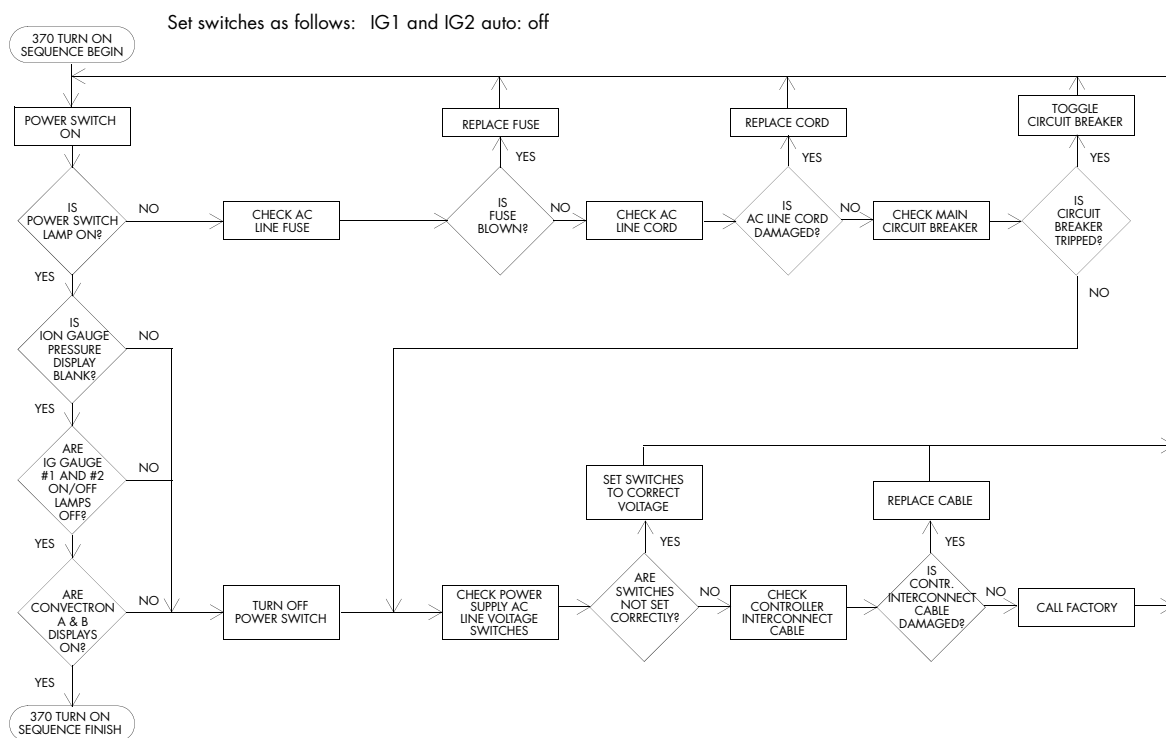 Set switches as follows: IG1 and IG2 auto: off
370 TURN ON
SEQUENCE BEGIN
POWER SWITCH
ON
REPLACE FUSE
REPLACE CORD
TOGGLE
CIRCUIT BREAKER
YES
YES
YES
IS
POWER SWITCH
LAMP ON?
NO
CHECK AC
LINE FUSE
IS
FUSE
BLOWN?
NO
CHECK AC
LINE CORD
IS
AC LINE CORD
DAMAGED?
NO
CHECK MAIN
CIRCUIT BREAKER
IS
CIRCUIT
BREAKER
TRIPPED?
YES
NO
IS
ION GAUGE
PRESSURE
DISPLAY
BLANK?
NO
YES
ARE
IG GAUGE
#1 AND #2
ON/OFF
LAMPS
OFF?
NO
SET SWITCHES
TO CORRECT
VOLTAGE
REPLACE CABLE
YES
YES
YES
ARE
CONVECTRON
A & B
DISPLAYS
ON?
NO
TURN OFF
POWER SWITCH
CHECK POWER
SUPPLY AC
LINE VOLTAGE
SWITCHES
ARE
SWITCHES
NOT SET
CORRECTLY?
NO
CHECK
CONTROLLER
INTERCONNECT
CABLE
IS
CONTR.
INTERCONNECT
CABLE
DAMAGED?
NO
CALL FACTORY
YES
370 TURN ON
SEQUENCE FINISH